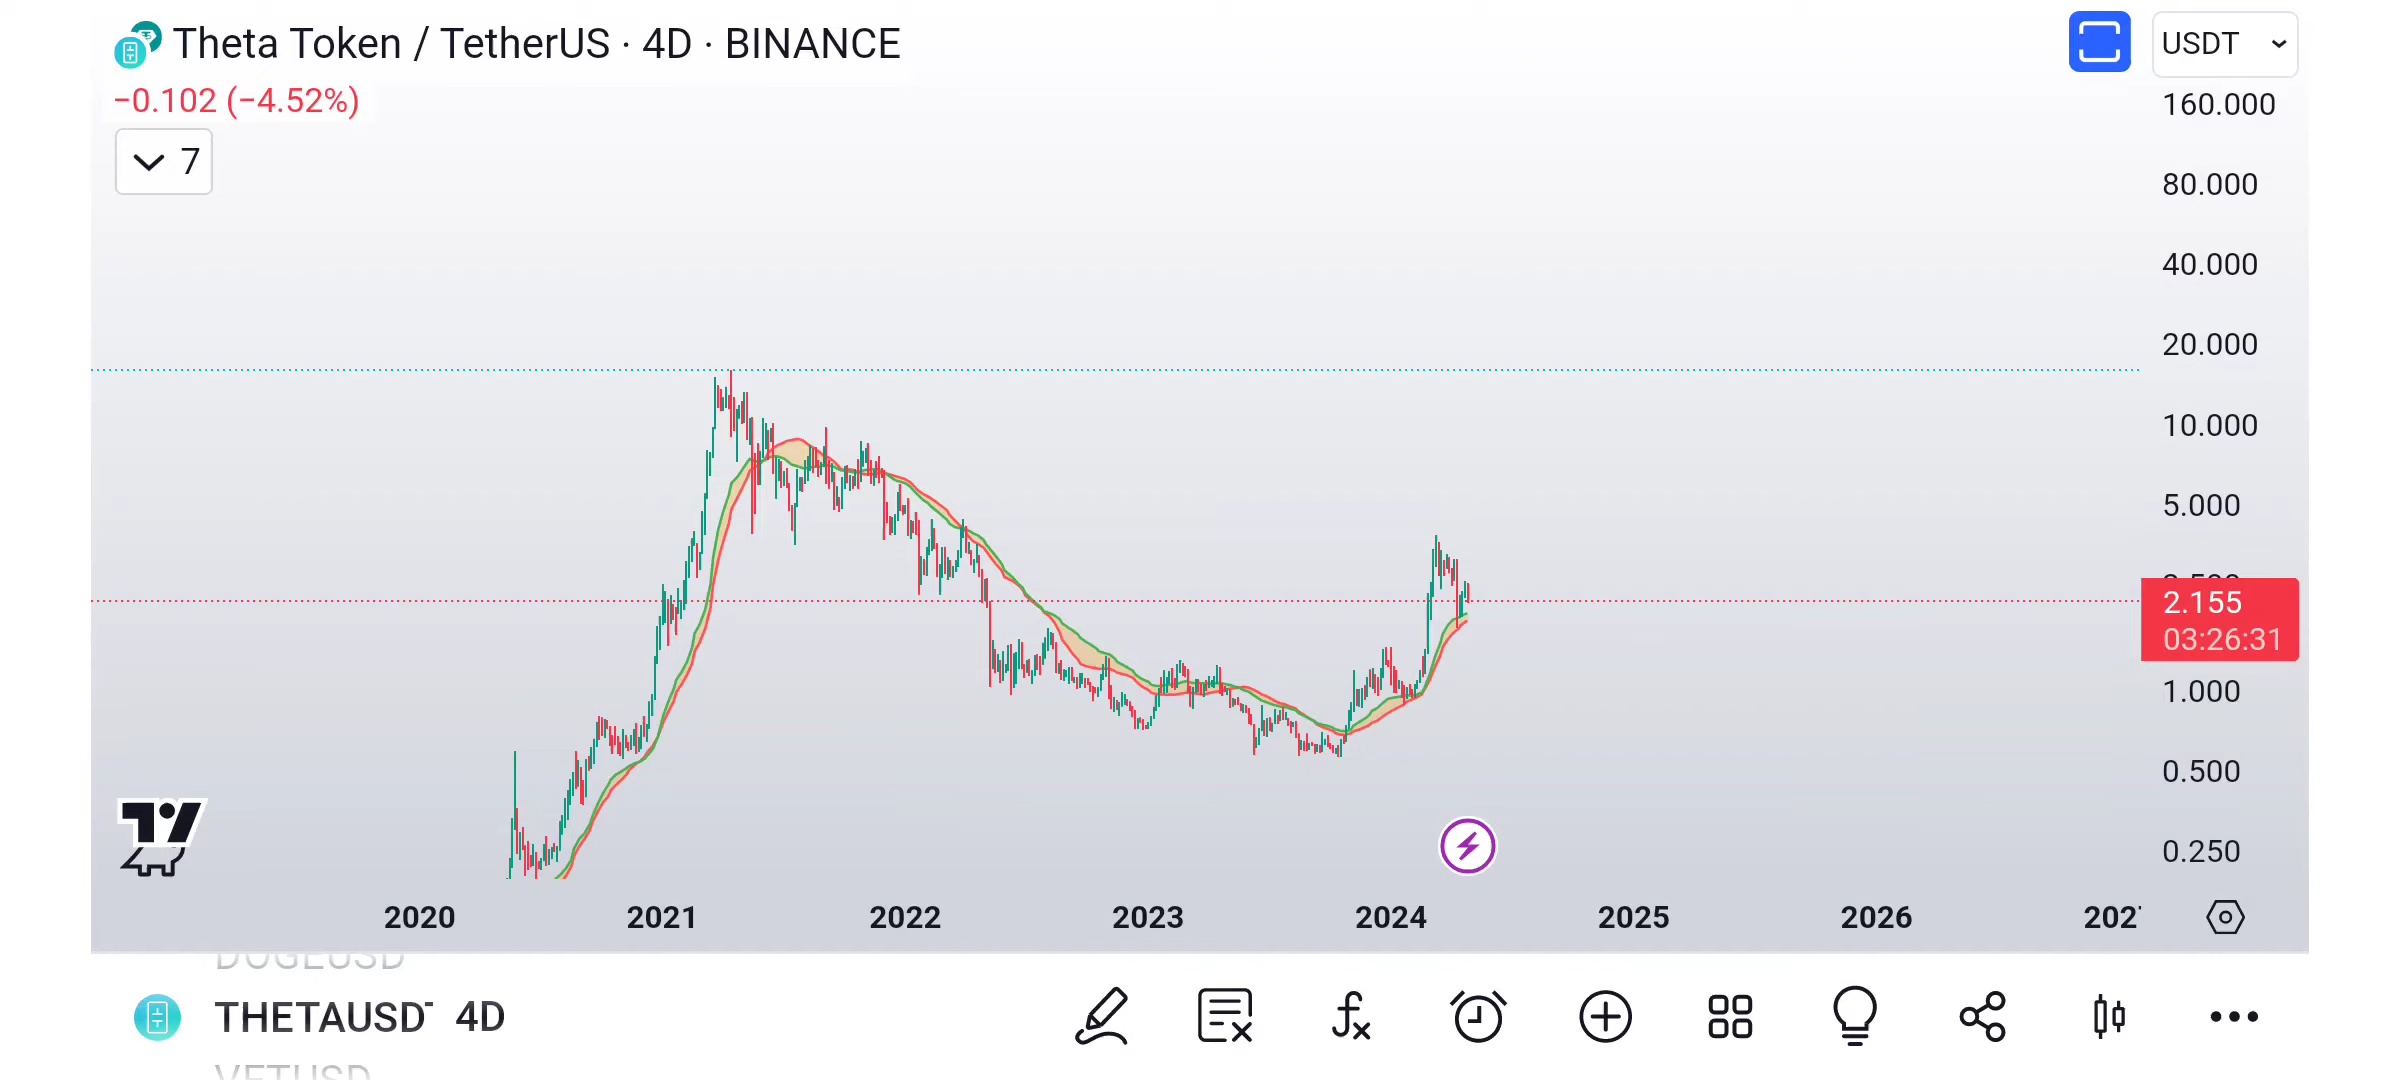 Theta Token / TetherUS · 4D · BINANCE
USDT
−0.102 (−4.52%)
7
160.000
80.000
40.000
20.000
10.000
5.000
2.155
03:26:31
1.000
0.500
0.250
2020 2021 2022 2023 2024 2025 2026
DOGEUSD
THETAUSD 4D
VETUSD